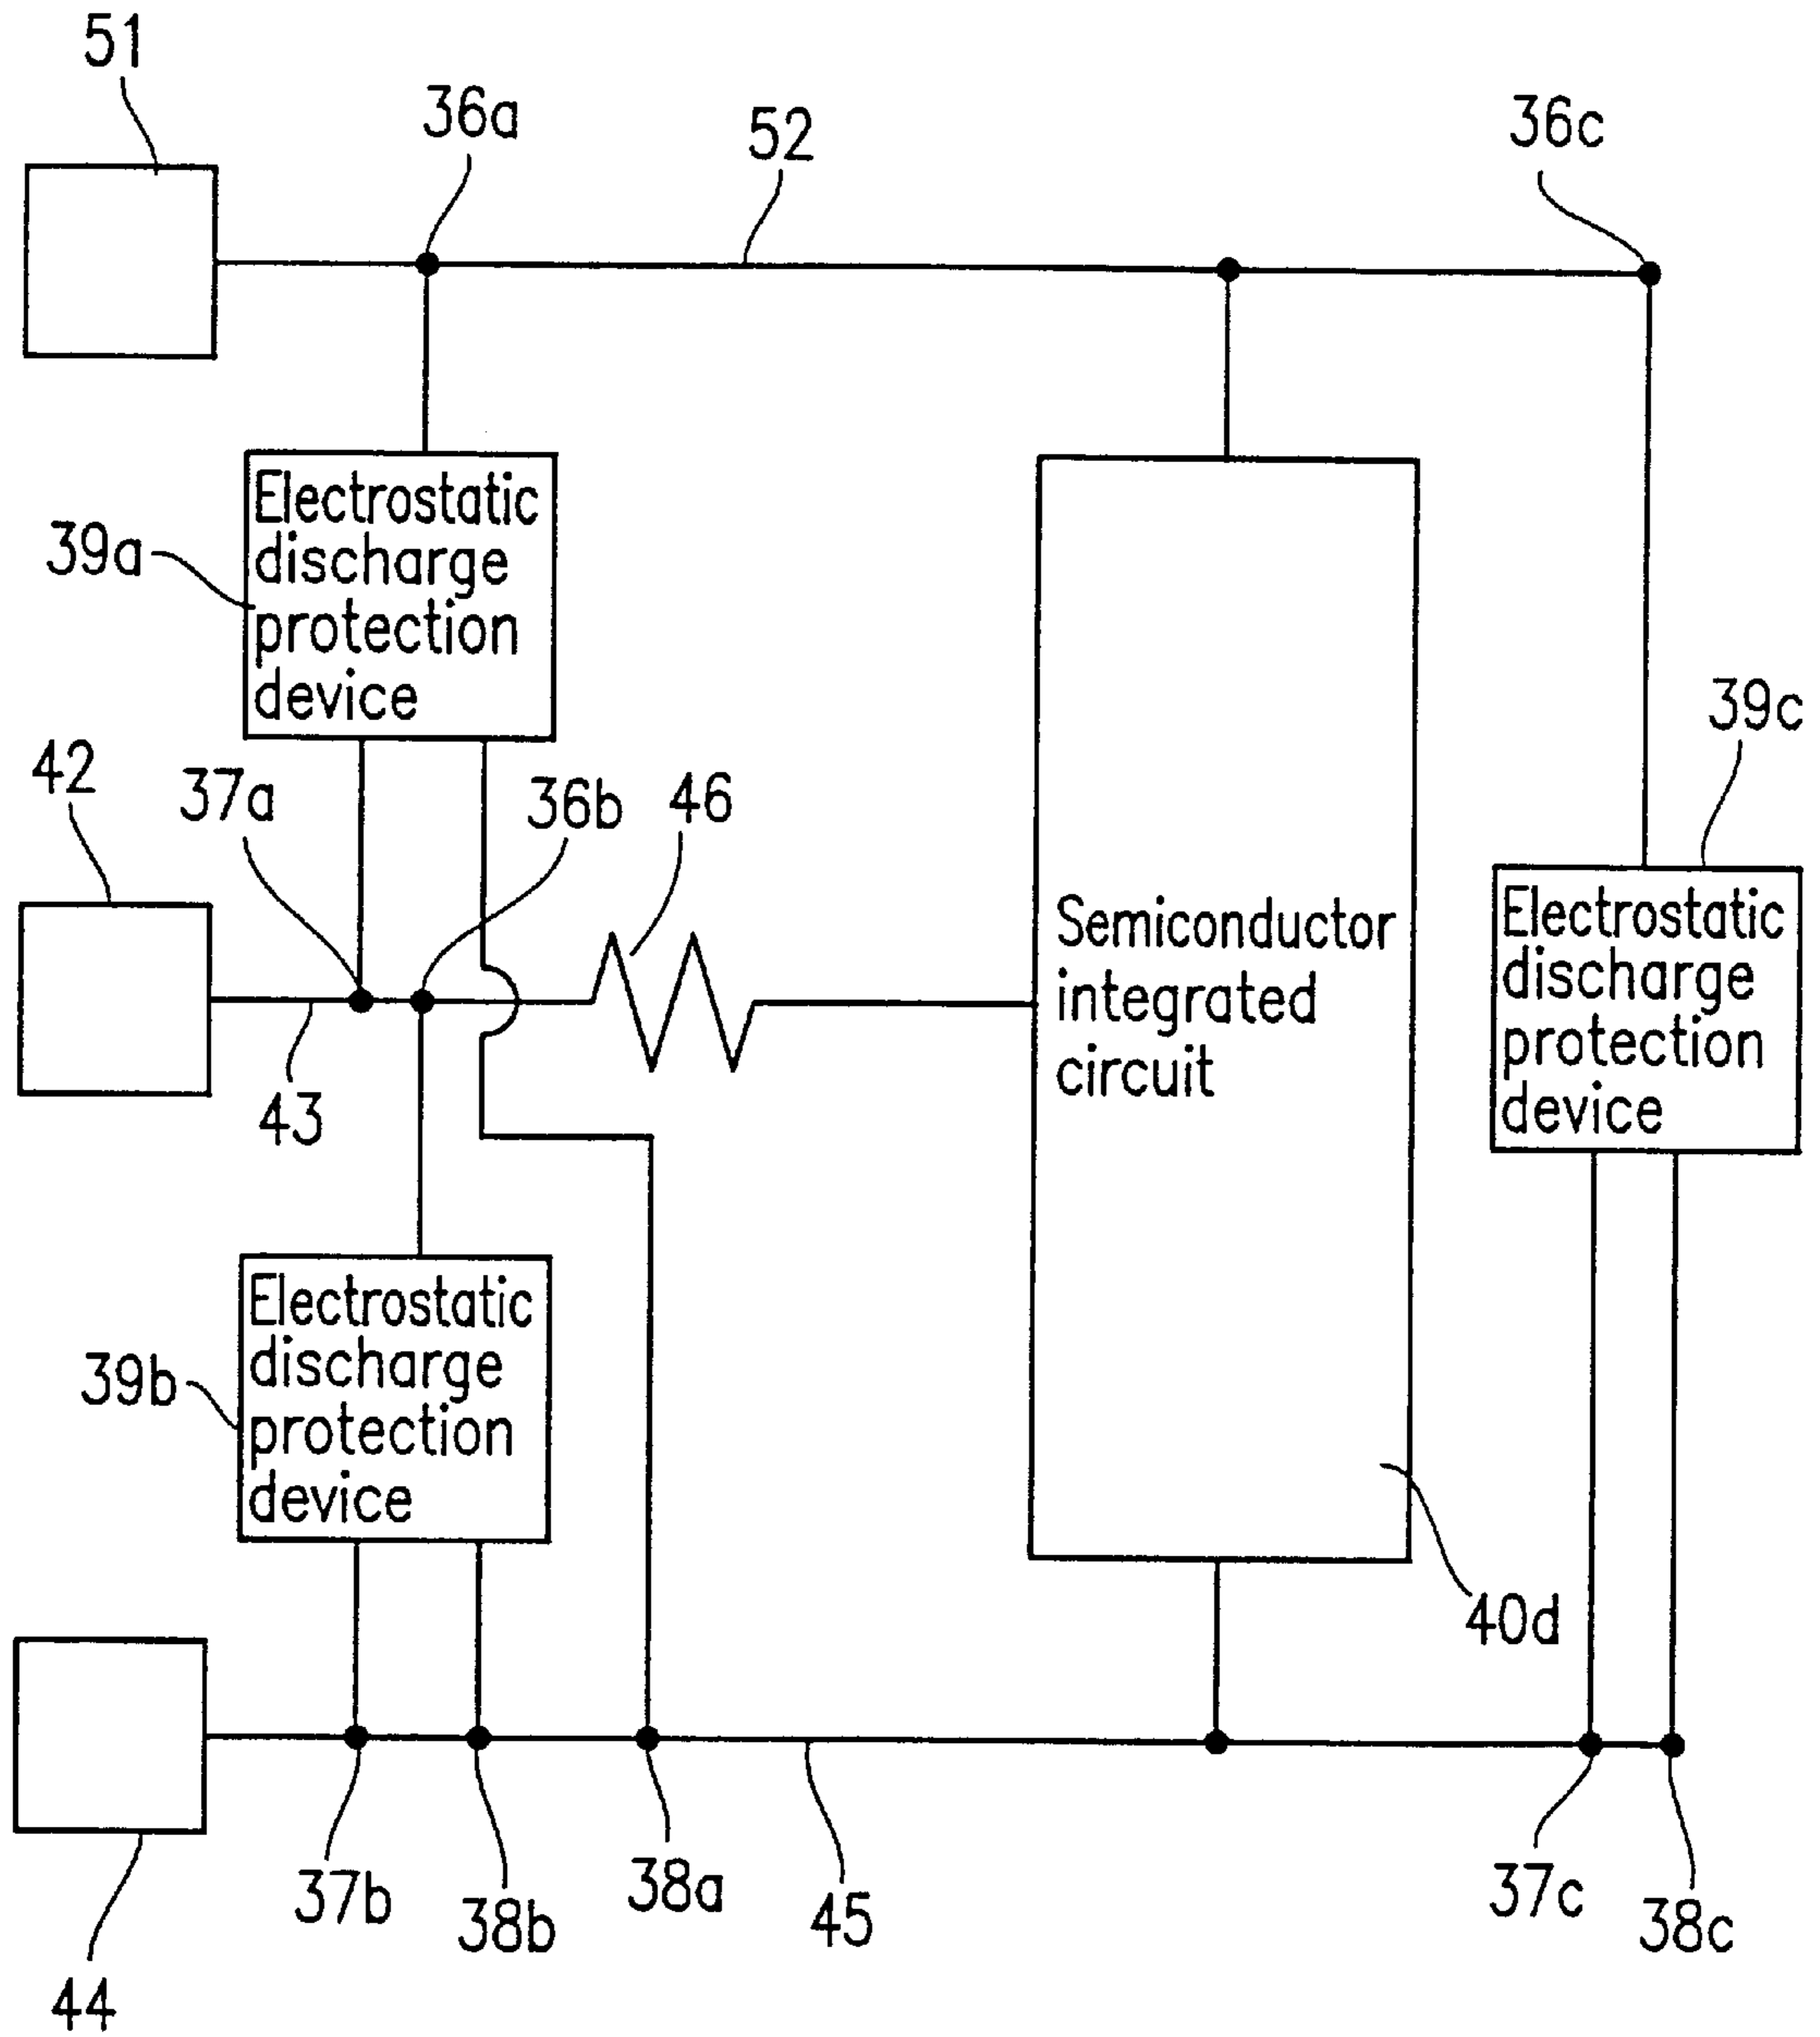 51
36a
52
36c
Electrostatic
discharge
protection
device
39a
39c
42
37a
36b
46
Semiconductor
integrated
circuit
Electrostatic
discharge
protection
device
43
Electrostatic
discharge
protection
device
39b
40d
37b
38b
38a
45
37c
38c
44